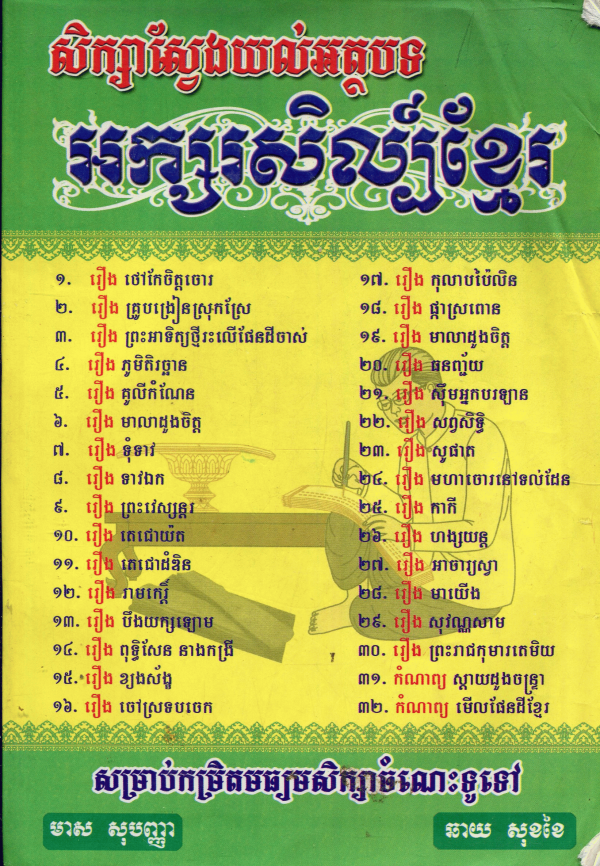 សិក្សាស្វែងយល់អត្ថបទ
អក្សរសិល្ប៍ខ្មែរ
១. រឿង ថៅកែចិត្តចោរ
២. រឿង គ្រូបង្រៀនស្រុកស្រែ
៣. រឿង ព្រះអាទិត្យថ្មីរះលើផែនដីចាស់
៤. រឿង ភូមិតិរច្ឆាន
៥. រឿង គូលីកំណែន
៦. រឿង មាលាដួងចិត្ត
៧. រឿង ទុំទាវ
៨. រឿង ទាវឯក
៩. រឿង ព្រះវេស្សន្តរ
១០. រឿង តេជោយ៉ត
១១. រឿង តេជោដំឌិន
១២. រឿង រាមកេរ្តិ៍
១៣. រឿង បឹងយក្សឡោម
១៤. រឿង ពុទ្ធិសែន នាងកង្រី
១៥. រឿង ខ្យងស័ង្ខ
១៦. រឿង ចៅស្រទបចេក
១៧. រឿង កុលាបប៉ៃលិន
១៨. រឿង ផ្កាស្រពោន
១៩. រឿង មាលាដួងចិត្ត
២០. រឿង ធនញ្ជ័យ
២១. រឿង ស៊ឹមអ្នកបរឡាន
២២. រឿង សព្វសិទ្ធិ
២៣. រឿង សូផាត
២៤. រឿង មហាចោរនៅទល់ដែន
២៥. រឿង កាកី
២៦. រឿង ហង្សយន្ត
២៧. រឿង អាចារ្យស្វា
២៨. រឿង មាយើង
២៩. រឿង សុវណ្ណសាម
៣០. រឿង ព្រះរាជកុមារតេមិយ
៣១. កំណាព្យ ស្តាយដួងចន្ទ្រា
៣២. កំណាព្យ មើលផែនដីខ្មែរ
សម្រាប់កម្រិតមធ្យមសិក្សាចំណេះទូទៅ
មាស សុបញ្ញា
ឆាយ សុខខៃ